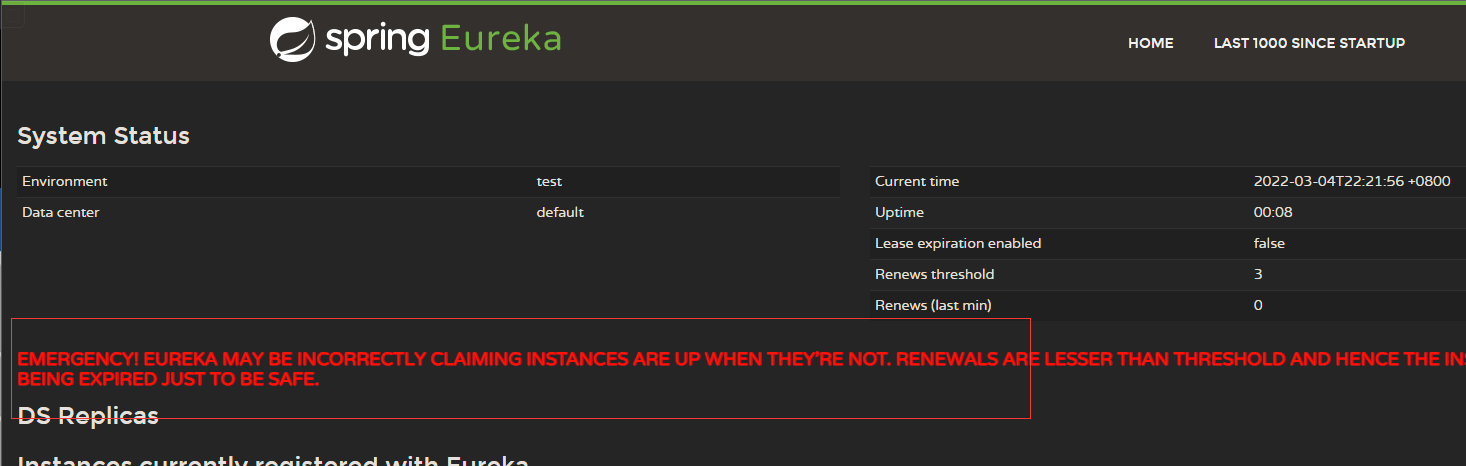 spring Eureka
HOME LAST 1000 SINCE STARTUP
System Status
Environment test
Data center default
Current time 2022-03-04T22:21:56 +0800
Uptime 00:08
Lease expiration enabled false
Renews threshold 3
Renews (last min) 0
EMERGENCY! EUREKA MAY BE INCORRECTLY CLAIMING INSTANCES ARE UP WHEN THEY'RE NOT. RENEWALS ARE LESSER THAN THRESHOLD AND HENCE THE
BEING EXPIRED JUST TO BE SAFE.
DS Replicas
Instances currently registered with Eureka